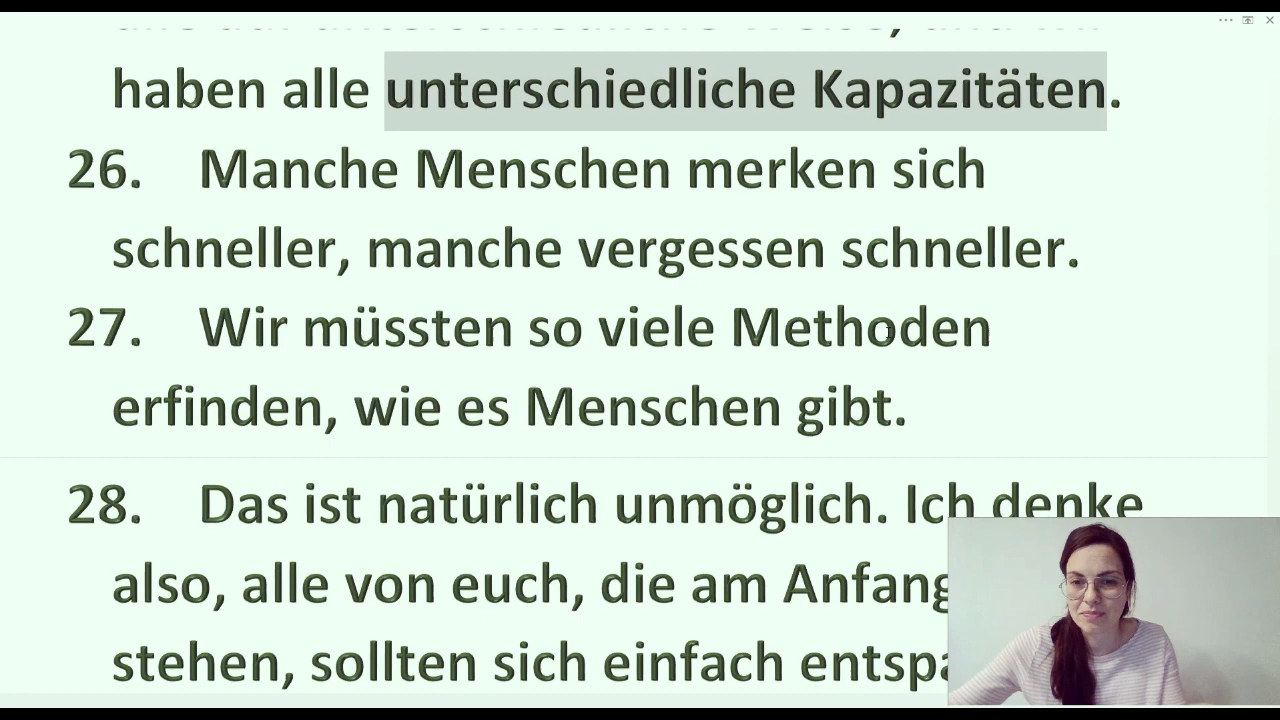 haben alle unterschiedliche Kapazitäten.
26. Manche Menschen merken sich
schneller, manche vergessen schneller.
27. Wir müssten so viele Methoden
erfinden, wie es Menschen gibt.
28. Das ist natürlich unmöglich. Ich denke
also, alle von euch, die am Anfang
stehen, sollten sich einfach